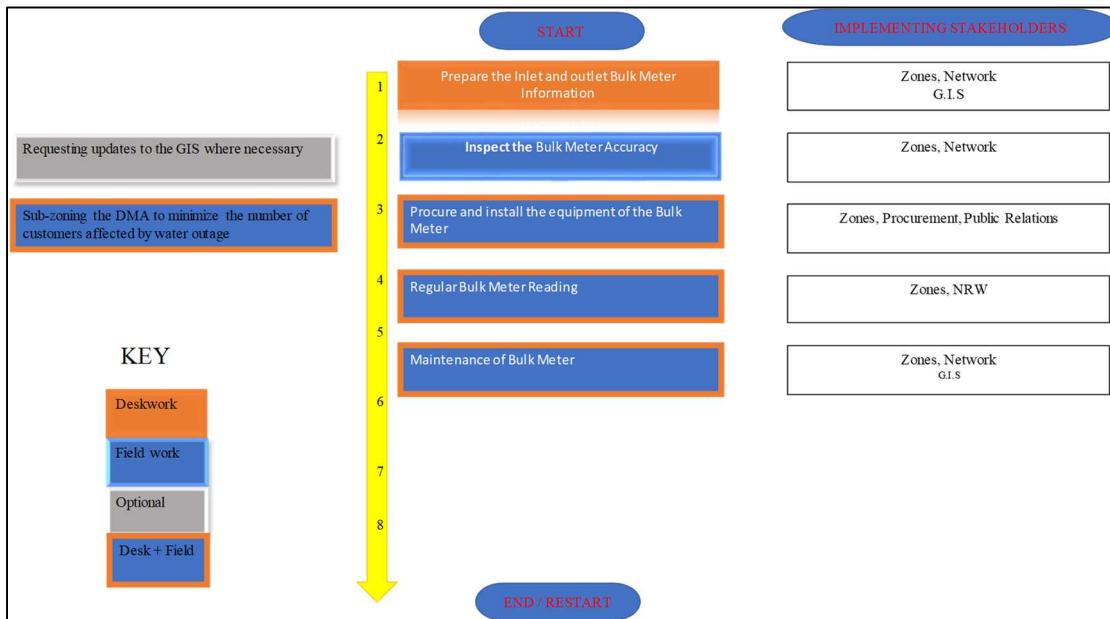 START
IMPLEMENTING STAKEHOLDERS
1
Prepare the Inlet and outlet Bulk Meter
Information
Zones, Network
G.I.S
Requesting updates to the GIS where necessary
2
Inspect the Bulk Meter Accuracy
Zones, Network
Sub-zoning the DMA to minimize the number of
customers affected by water outage
3
Procure and install the equipment of the Bulk
Meter
Zones, Procurement, Public Relations
4
Regular Bulk Meter Reading
Zones, NRW
5
Maintenance of Bulk Meter
Zones, Network
G.I.S
6
7
8
KEY
Deskwork
Field work
Optional
Desk + Field
END / RESTART